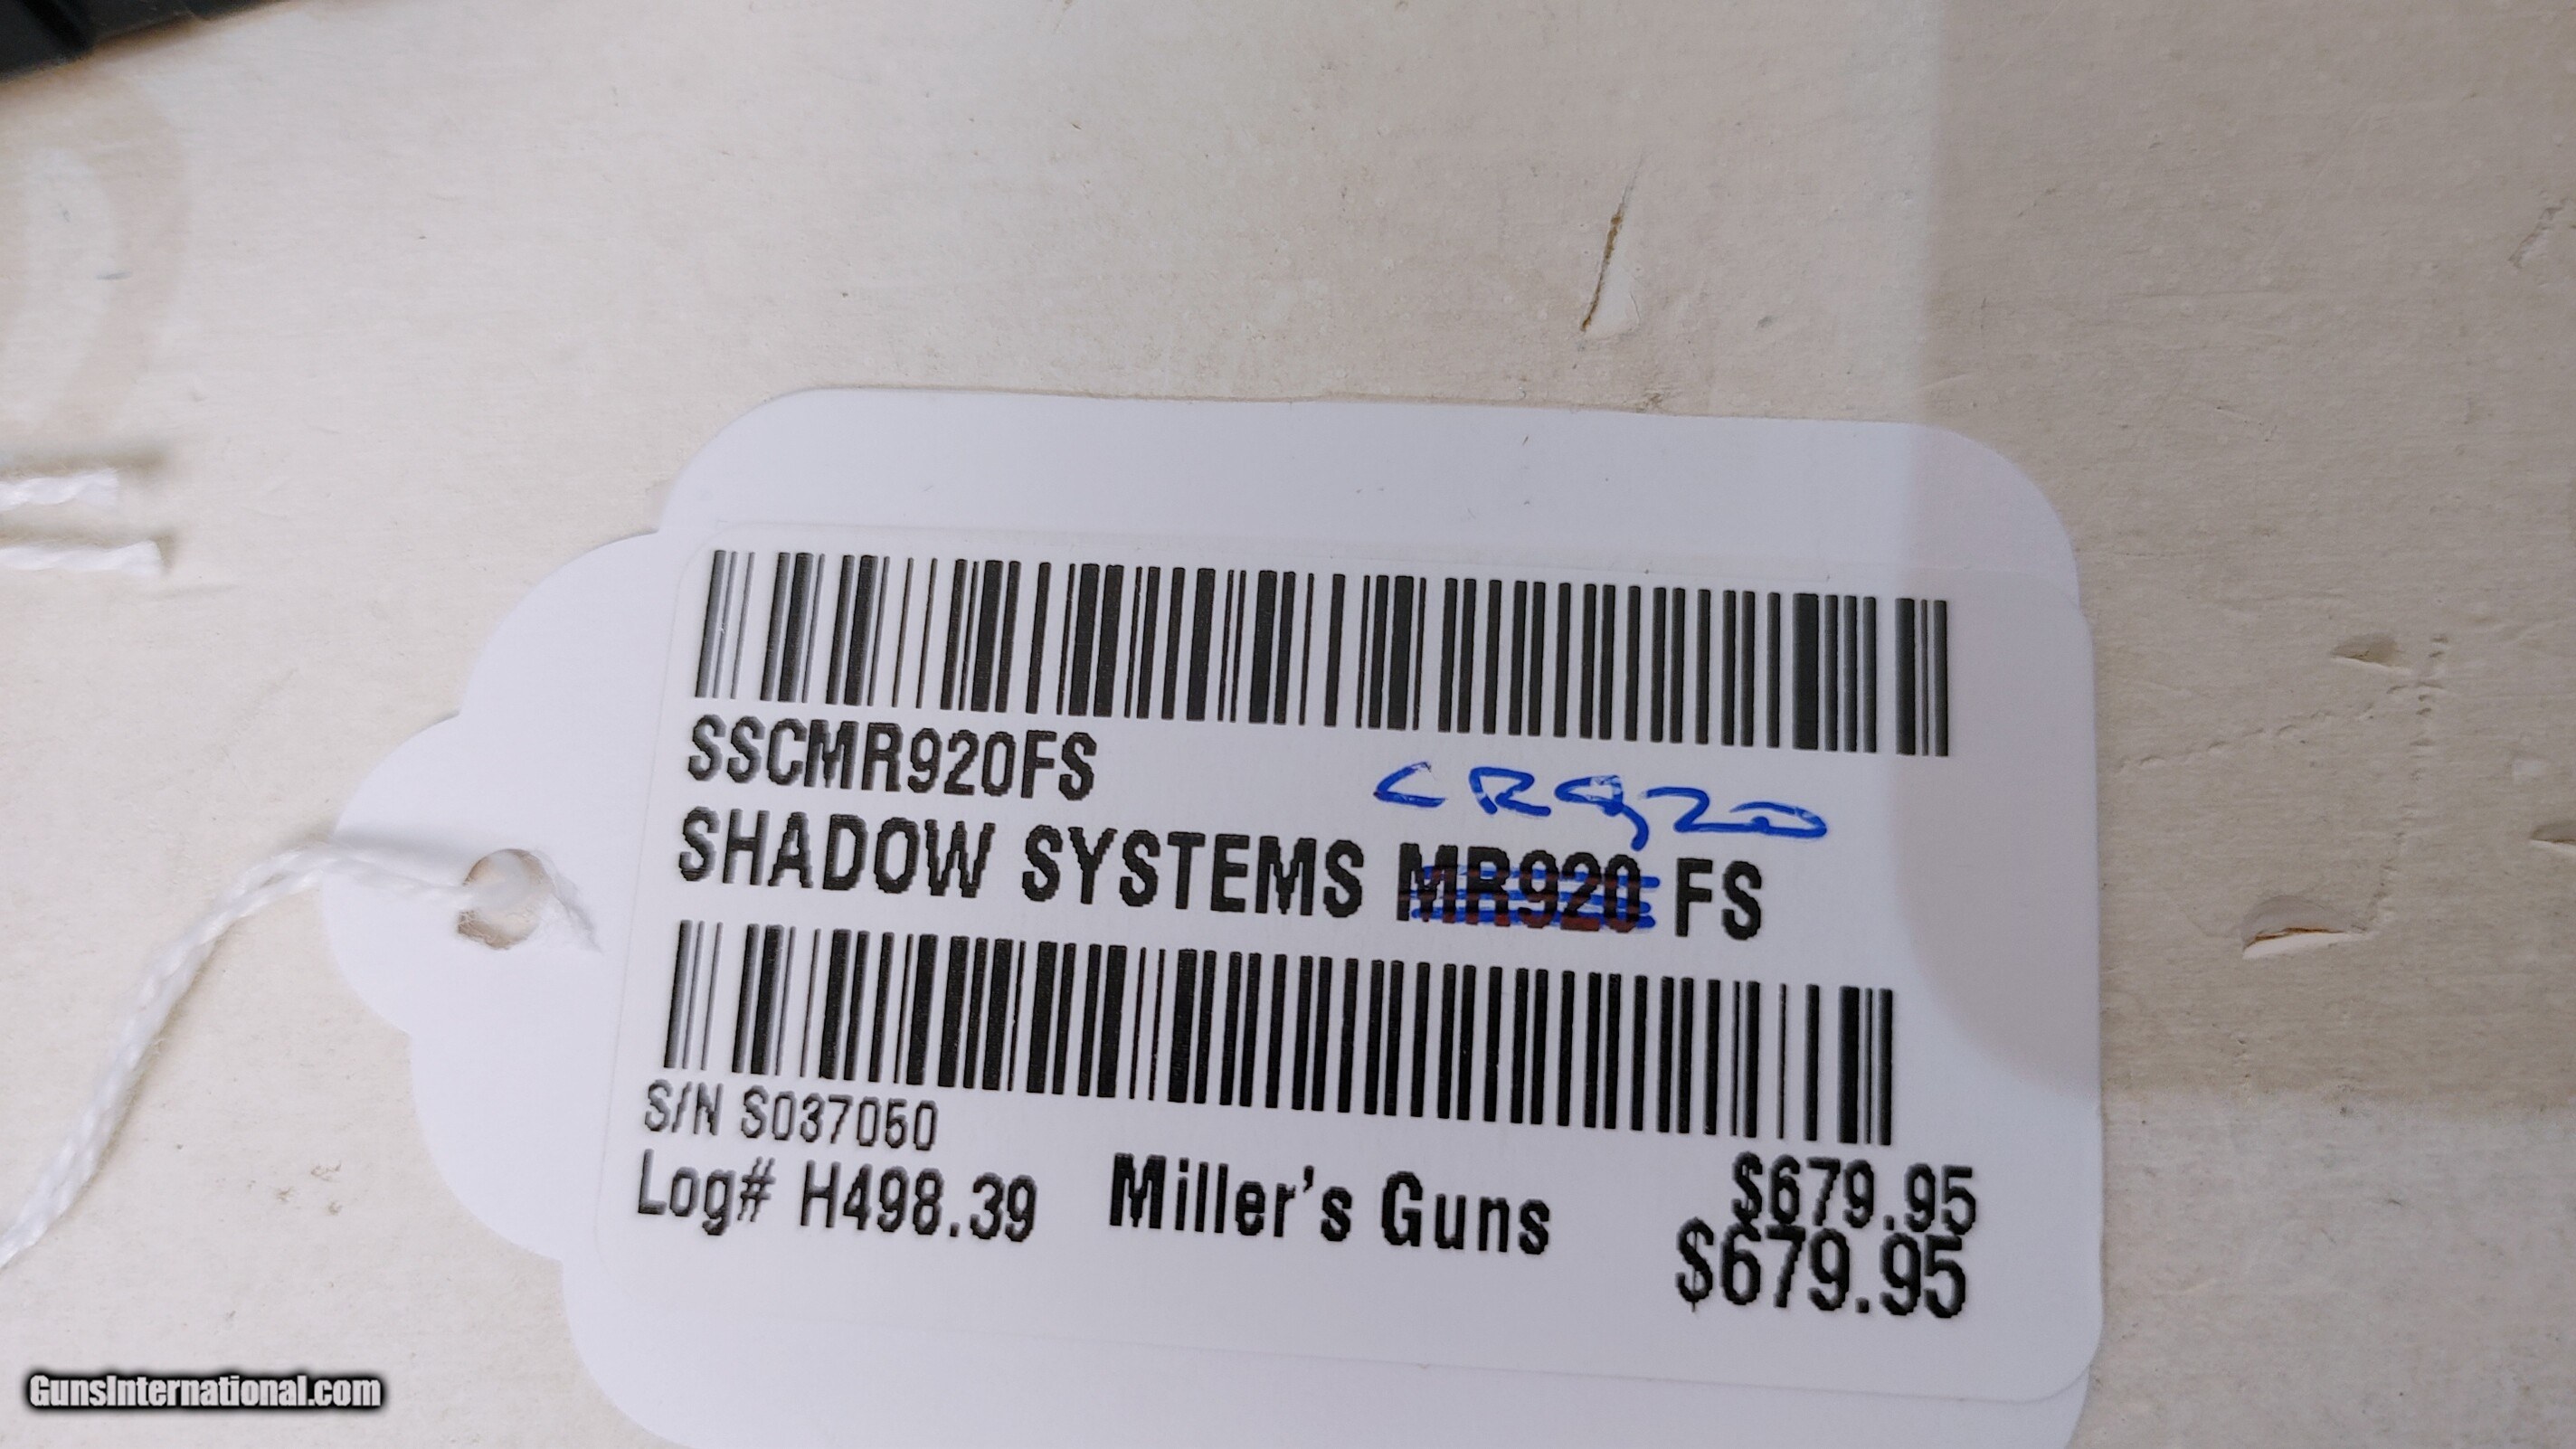 SSCMR920FS
CR920
SHADOW SYSTEMS MR920 FS
S/N S037050
Log# H498.39 Miller's Guns $679.95
$679.95
GunsInternational.com